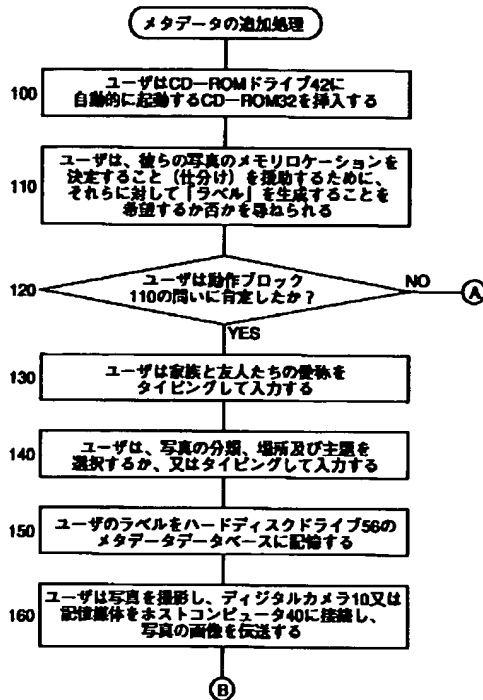 メタデータの追加処理
100
ユーザはCD—ROMドライブ42に
自動的に起動するCD—ROM32を挿入する
110
ユーザは、彼らの写真のメモリロケーションを
決定すること（仕分け）を援助するために、
それらに対して「ラベル」を生成することを
希望するか否かを尋ねられる
120
ユーザは動作ブロック
110の問いに肯定したか？
NO
A
YES
130
ユーザは家族と友人たちの愛称を
タイピングして入力する
140
ユーザは、写真の分類、場所及び主題を
選択するか、又はタイピングして入力する
150
ユーザのラベルをハードディスクドライブ56の
メタデータデータベースに記憶する
160
ユーザは写真を撮影し、ディジタルカメラ10又は
記憶媒体をホストコンピュータ40に接続し、
写真の画像を伝送する
B